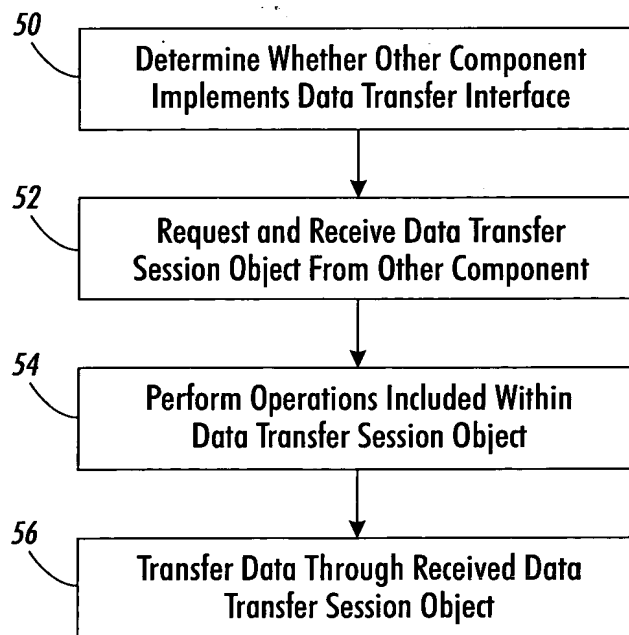 50
Determine Whether Other Component
Implements Data Transfer Interface
52
Request and Receive Data Transfer
Session Object From Other Component
54
Perform Operations Included Within
Data Transfer Session Object
56
Transfer Data Through Received Data
Transfer Session Object